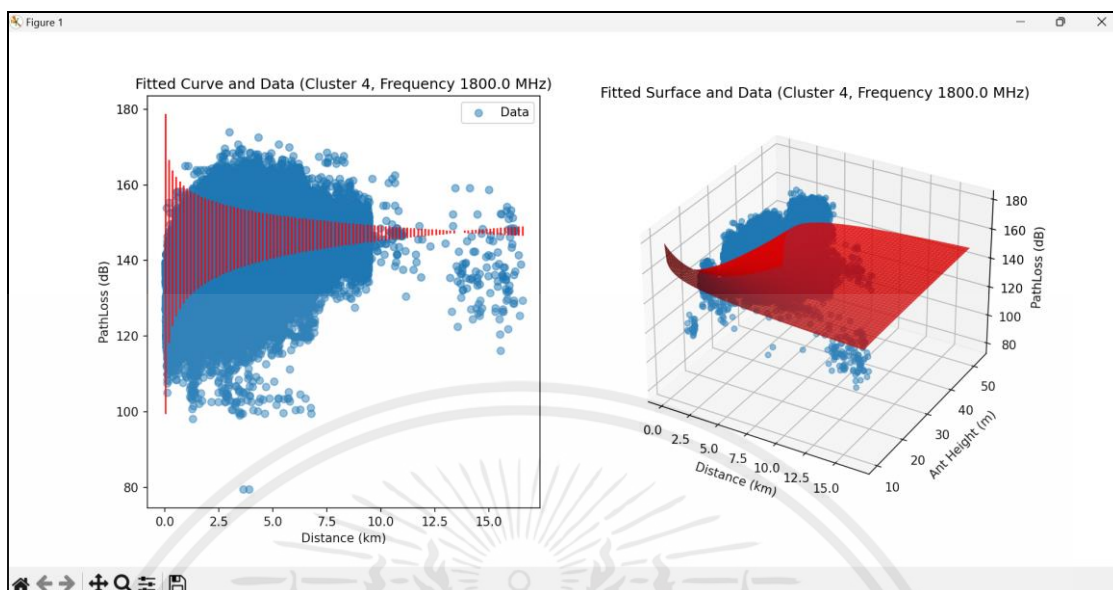 Figure 1
Fitted Curve and Data (Cluster 4, Frequency 1800.0 MHz)
Data
180
160
140
120
100
80
PathLoss (dB)
0.0 2.5 5.0 7.5 10.0 12.5 15.0
Distance (km)
Fitted Surface and Data (Cluster 4, Frequency 1800.0 MHz)
180
160
140
120
100
80
PathLoss (dB)
50
40
30
20
10
Ant Height (m)
0.0 2.5 5.0 7.5 10.0 12.5 15.0
Distance (km)